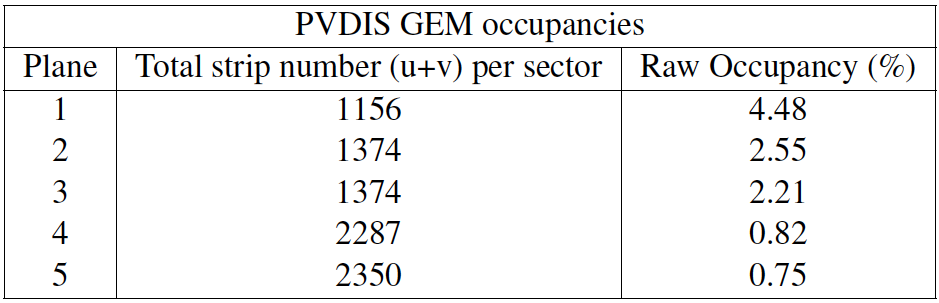 PVDIS GEM occupancies
Plane Total strip number (u+v) per sector Raw Occupancy (%)
1 1156 4.48
2 1374 2.55
3 1374 2.21
4 2287 0.82
5 2350 0.75